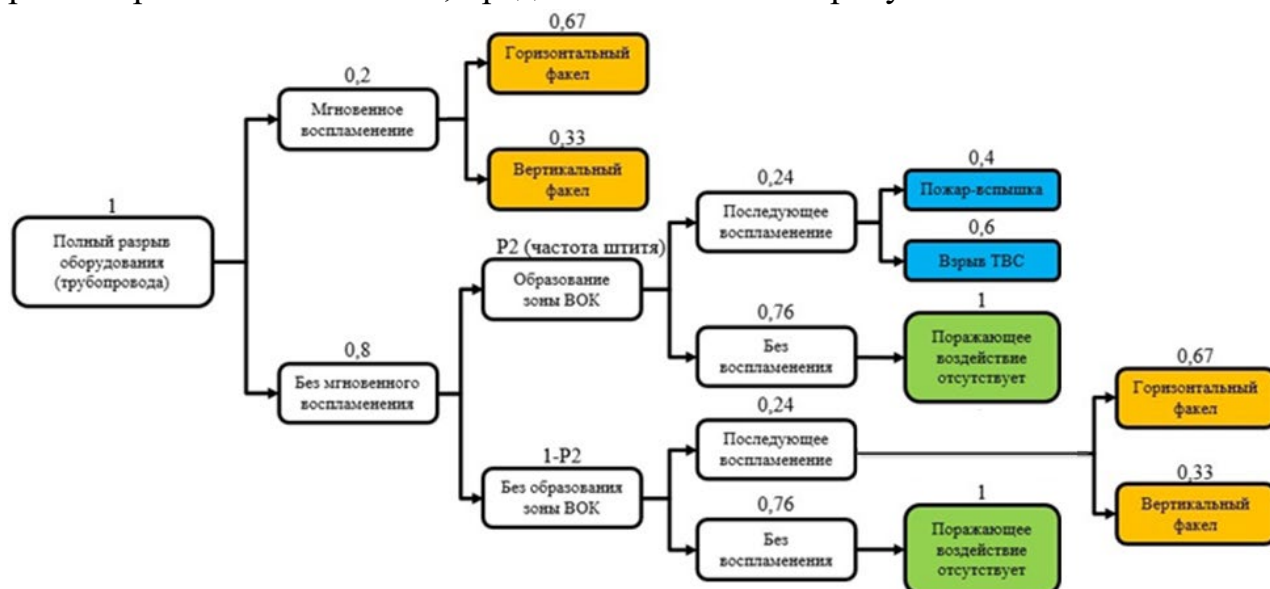 0,67
Горизонтальный
факел
0,2
Мгновенное
воспламенение
0,33
Вертикальный
факел
1
Полный разрыв
оборудования
(трубопровода)
0,8
Без мгновенного
воспламенения
P2 (частота штитя)
Образование
зоны ВОК
0,24
Последующее
воспламенение
0,4
Пожар-вспышка
0,6
Взрыв ТВС
0,76
Без
воспламенения
1
Поражающее
воздействие
отсутствует
1-P2
Без образования
зоны ВОК
0,24
Последующее
воспламенение
0,67
Горизонтальный
факел
0,33
Вертикальный
факел
0,76
Без
воспламенения
1
Поражающее
воздействие
отсутствует